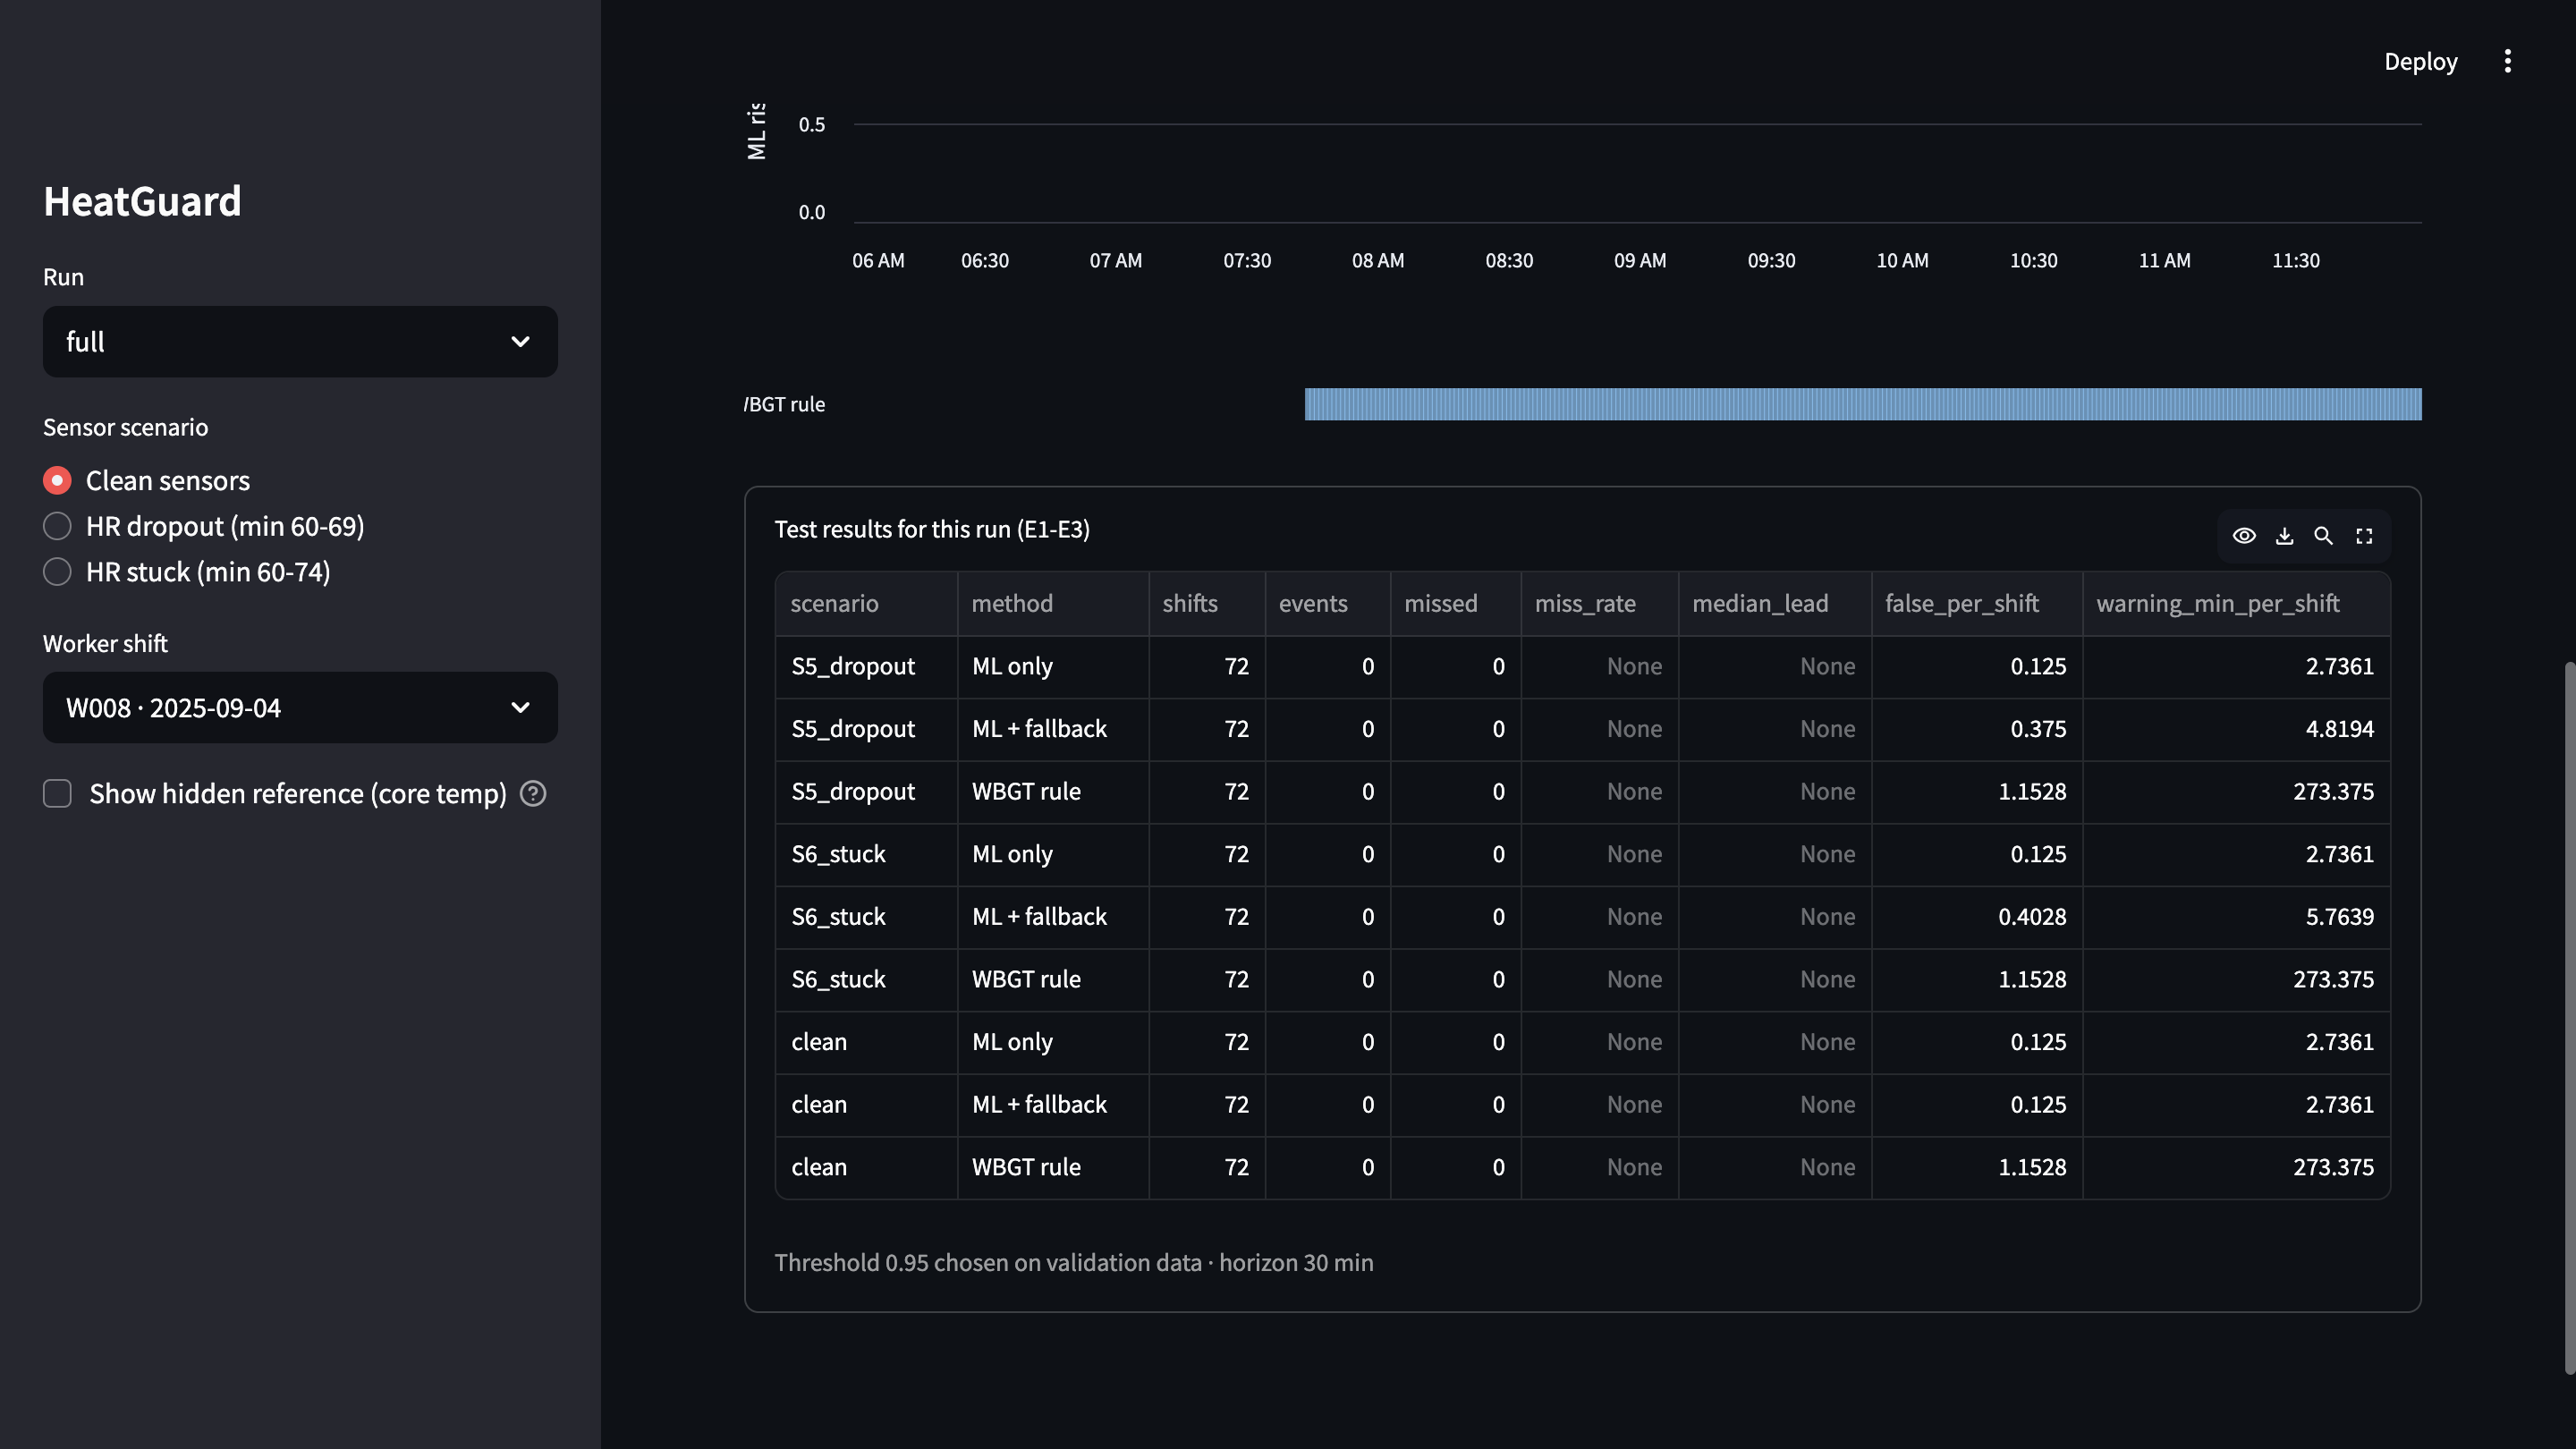 Deploy
HeatGuard
Run
full
Sensor scenario
Clean sensors
HR dropout (min 60-69)
HR stuck (min 60-74)
Worker shift
W008 · 2025-09-04
Show hidden reference (core temp)
ML ris
0.5
0.0
06 AM 06:30 07 AM 07:30 08 AM 08:30 09 AM 09:30 10 AM 10:30 11 AM 11:30
BGT rule
Test results for this run (E1-E3)
scenario method shifts events missed miss_rate median_lead false_per_shift warning_min_per_shift
S5_dropout ML only 72 0 0 None None 0.125 2.7361
S5_dropout ML + fallback 72 0 0 None None 0.375 4.8194
S5_dropout WBGT rule 72 0 0 None None 1.1528 273.375
S6_stuck ML only 72 0 0 None None 0.125 2.7361
S6_stuck ML + fallback 72 0 0 None None 0.4028 5.7639
S6_stuck WBGT rule 72 0 0 None None 1.1528 273.375
clean ML only 72 0 0 None None 0.125 2.7361
clean ML + fallback 72 0 0 None None 0.125 2.7361
clean WBGT rule 72 0 0 None None 1.1528 273.375
Threshold 0.95 chosen on validation data · horizon 30 min